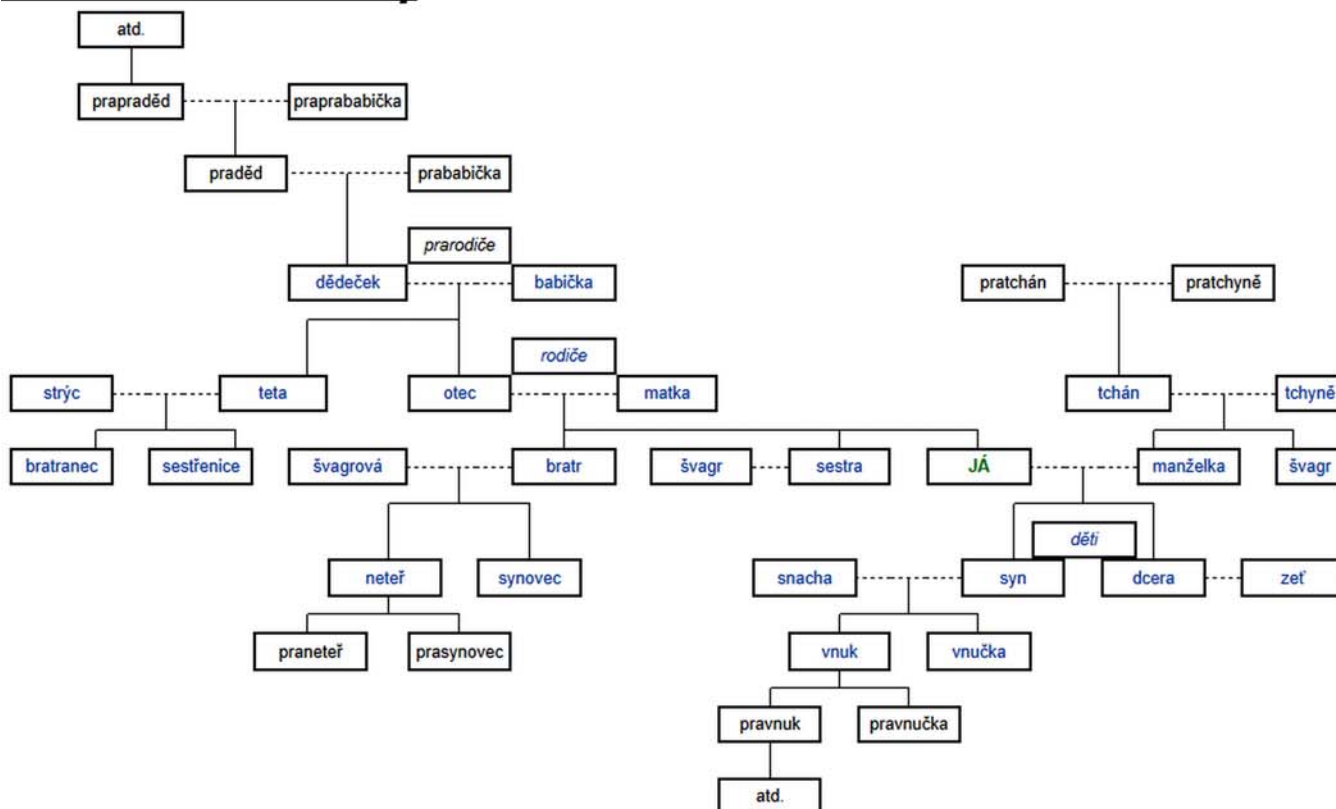 atd.
prapraděd
praprababička
praděd
prababička
prarodiče
dědeček
babička
pratchán
pratchyně
rodiče
strýc
teta
otec
matka
tchán
tchyně
bratranec
sestřenice
švagrová
bratr
švagr
sestra
JÁ
manželka
švagr
děti
neteř
synovec
snacha
syn
dcera
zeť
praneteř
prasynovec
vnuk
vnučka
pravnuk
pravnučka
atd.